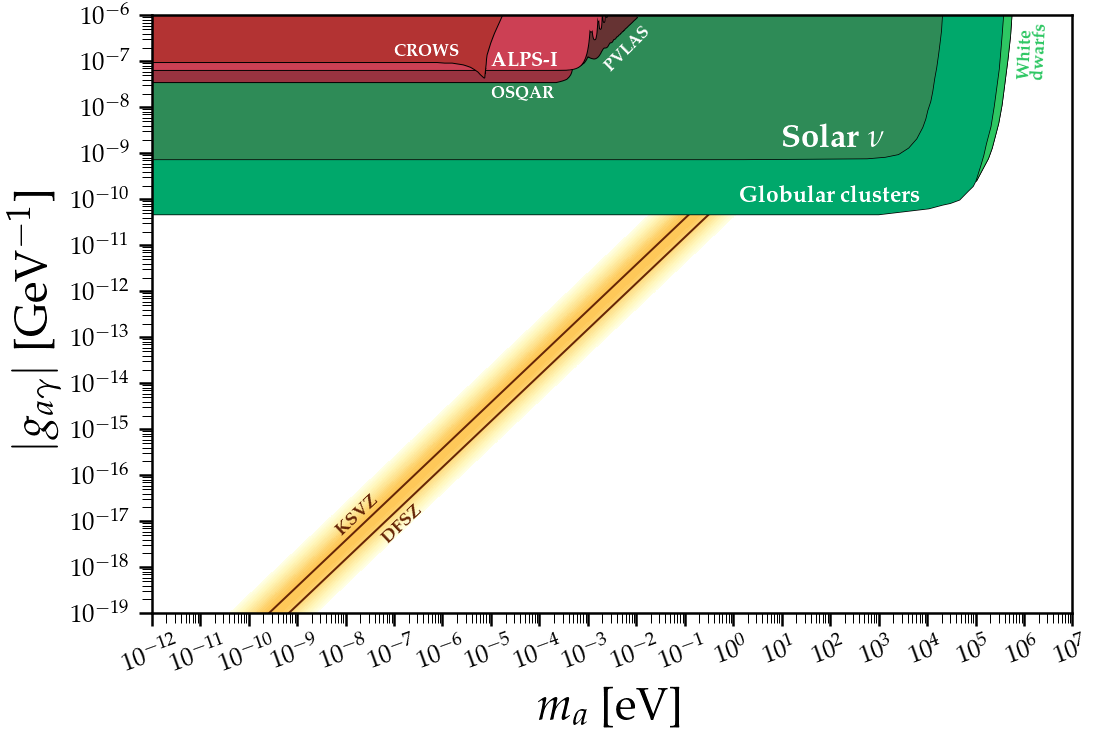 |g_{aγ}| [GeV⁻¹]
10⁻⁶
10⁻⁷
10⁻⁸
10⁻⁹
10⁻¹⁰
10⁻¹¹
10⁻¹²
10⁻¹³
10⁻¹⁴
10⁻¹⁵
10⁻¹⁶
10⁻¹⁷
10⁻¹⁸
10⁻¹⁹
CROWS
ALPS-I
OSQAR
PVLAS
White
dwarfs
Solar ν
Globular clusters
KSVZ
DFSZ
10⁻¹² 10⁻¹¹ 10⁻¹⁰ 10⁻⁹ 10⁻⁸ 10⁻⁷ 10⁻⁶ 10⁻⁵ 10⁻⁴ 10⁻³ 10⁻² 10⁻¹ 10⁰ 10¹ 10² 10³ 10⁴ 10⁵ 10⁶ 10⁷
mₐ [eV]